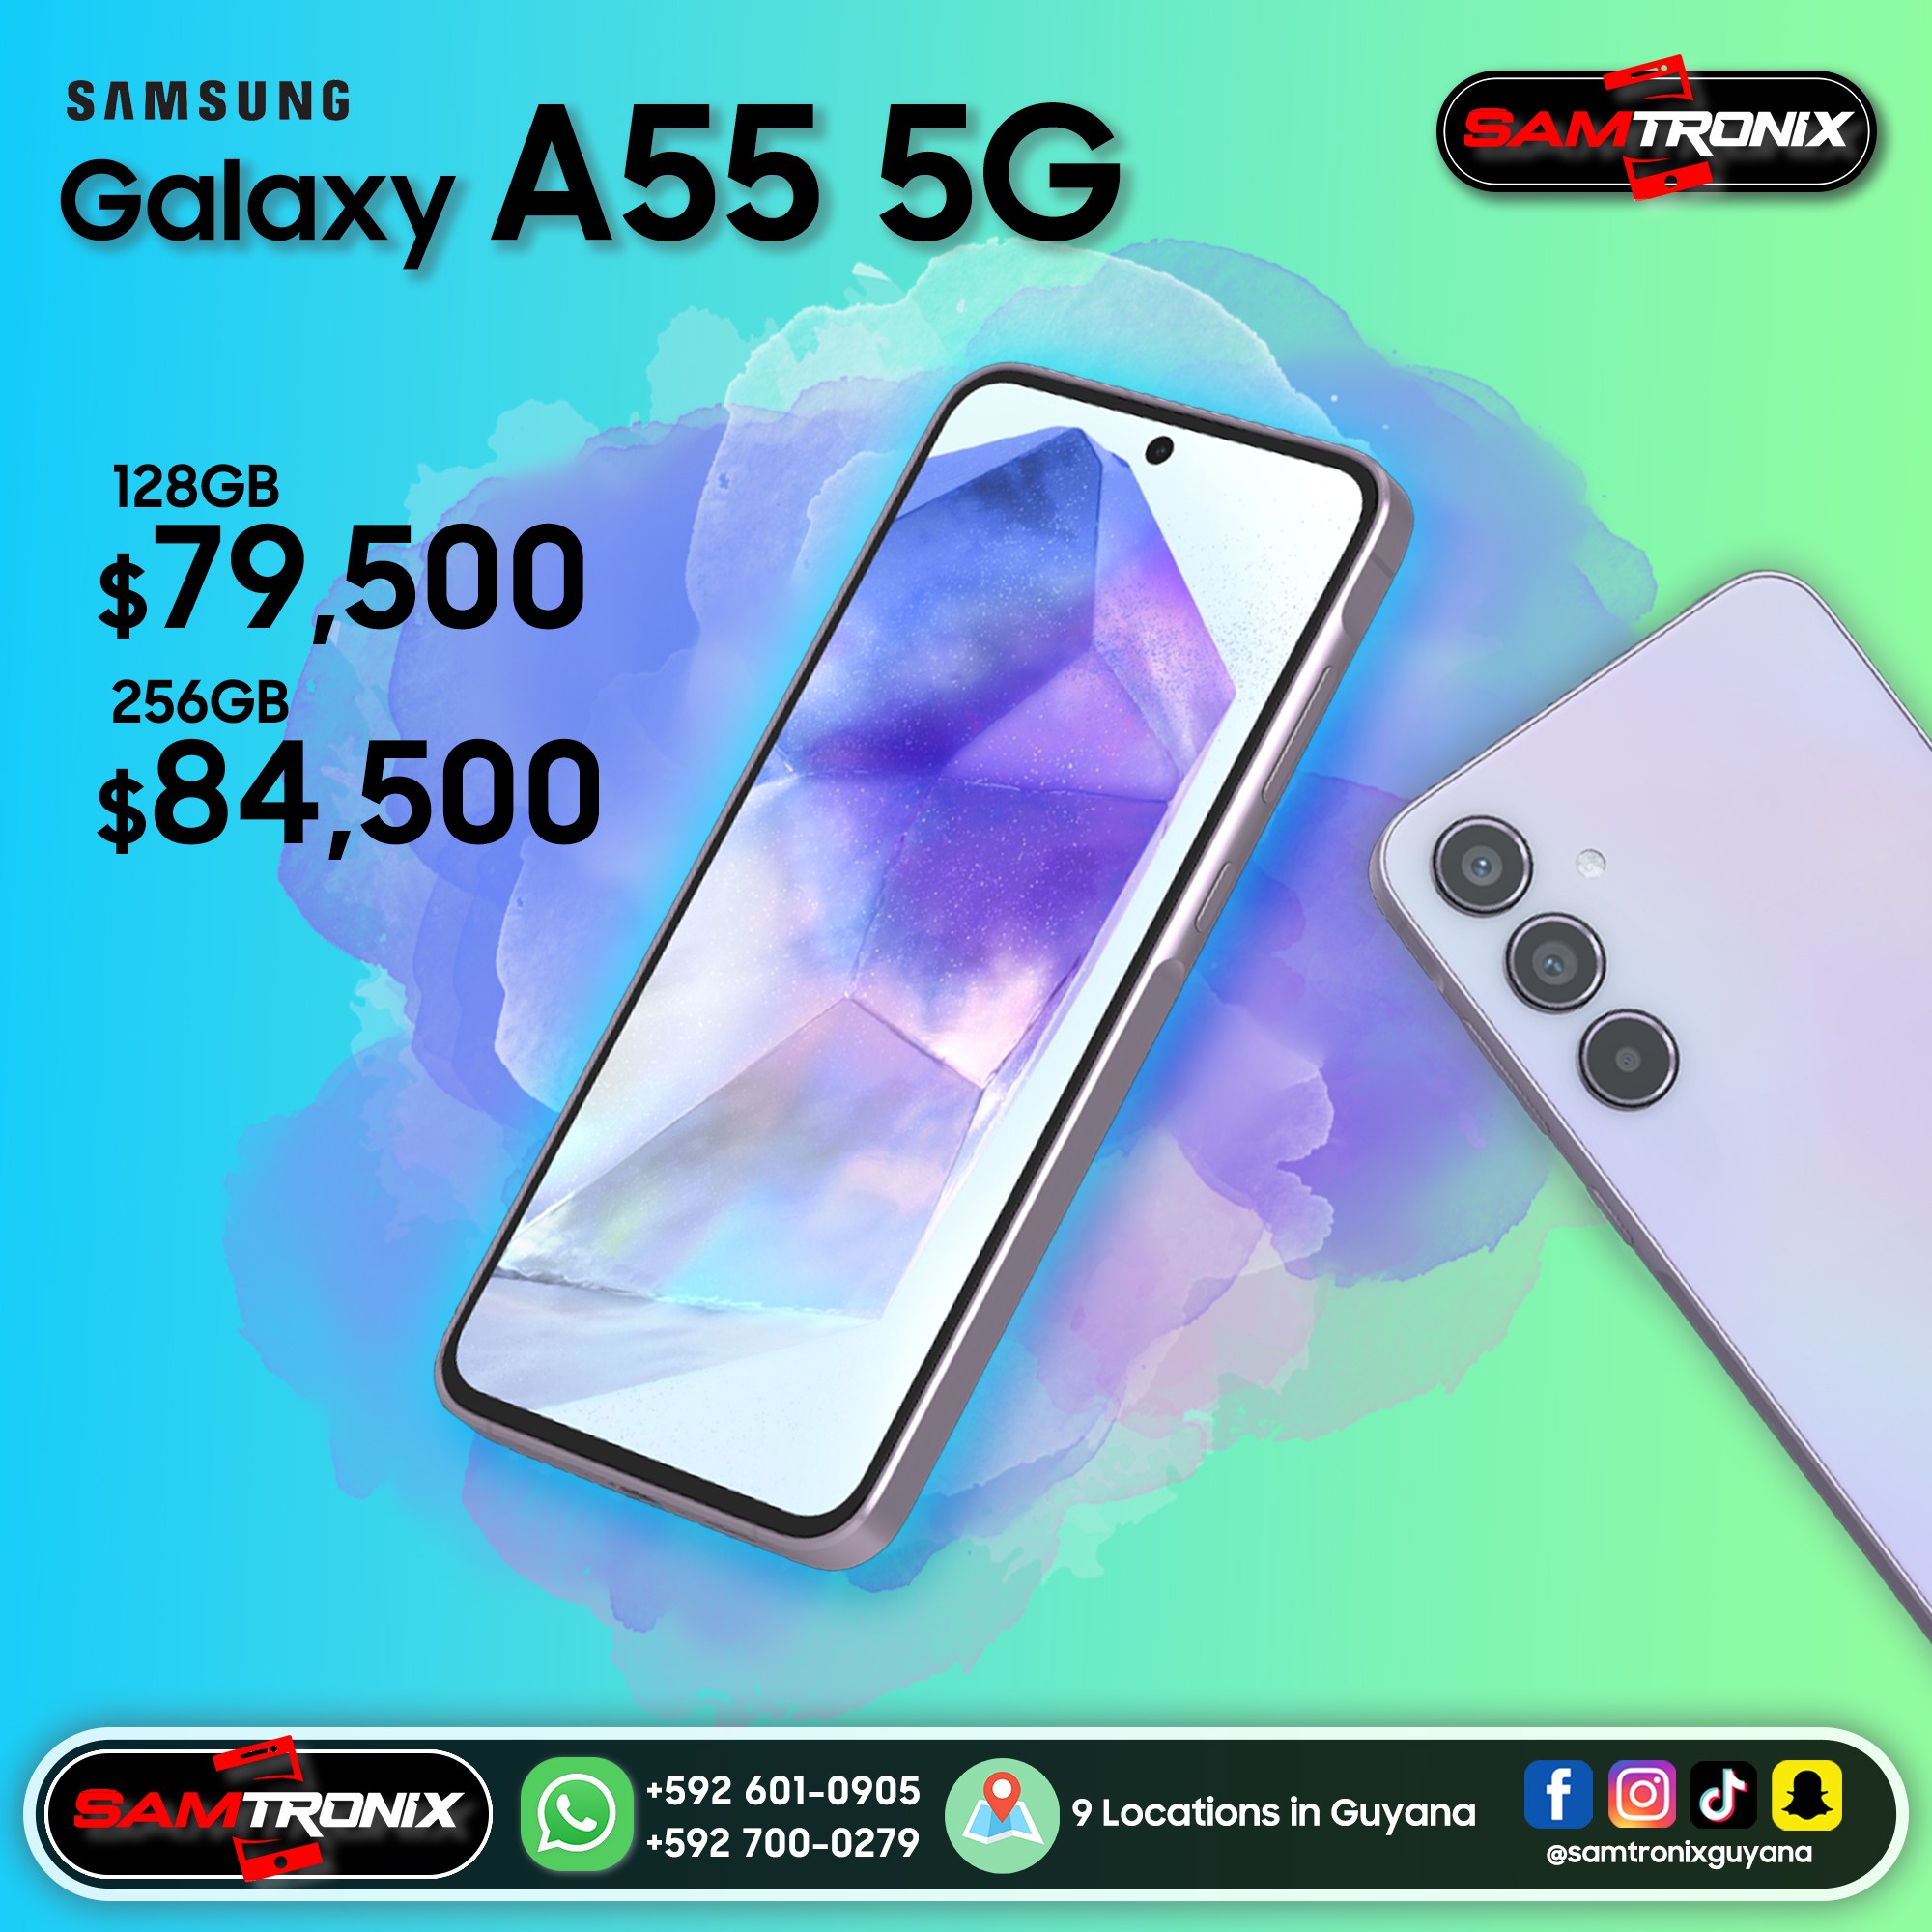 SAMSUNG
Galaxy A55 5G
SAMTRONIX
128GB
$79,500
256GB
$84,500
SAMTRONIX
+592 601-0905
+592 700-0279
9 Locations in Guyana
@samtronixguyana